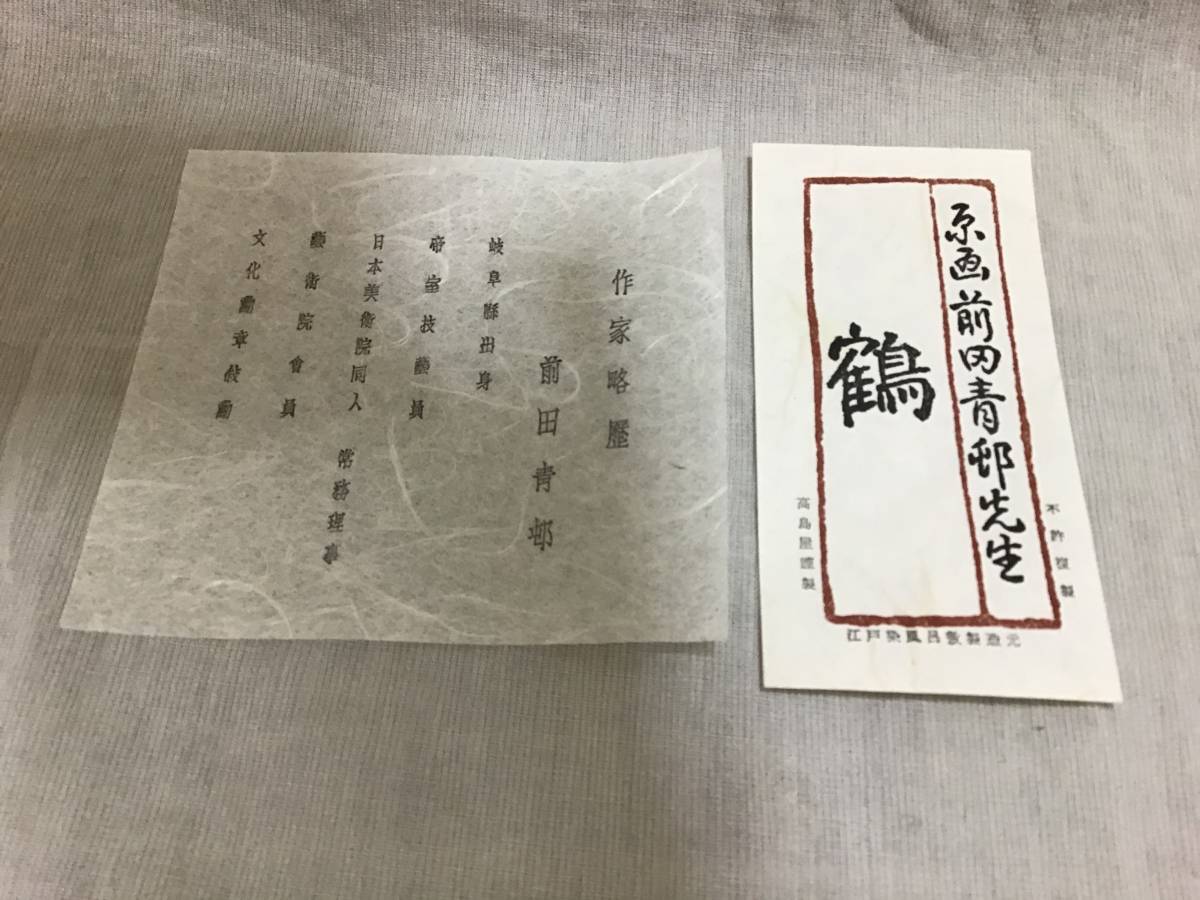 作家略歴
前田青邨
岐阜縣出身
帝室技藝員
日本美術院同人 常務理事
藝術院會員
文化勳章敍勳
原画前田青邨先生
鶴
不許複製
高島屋謹製
江戸染風呂敷製造元